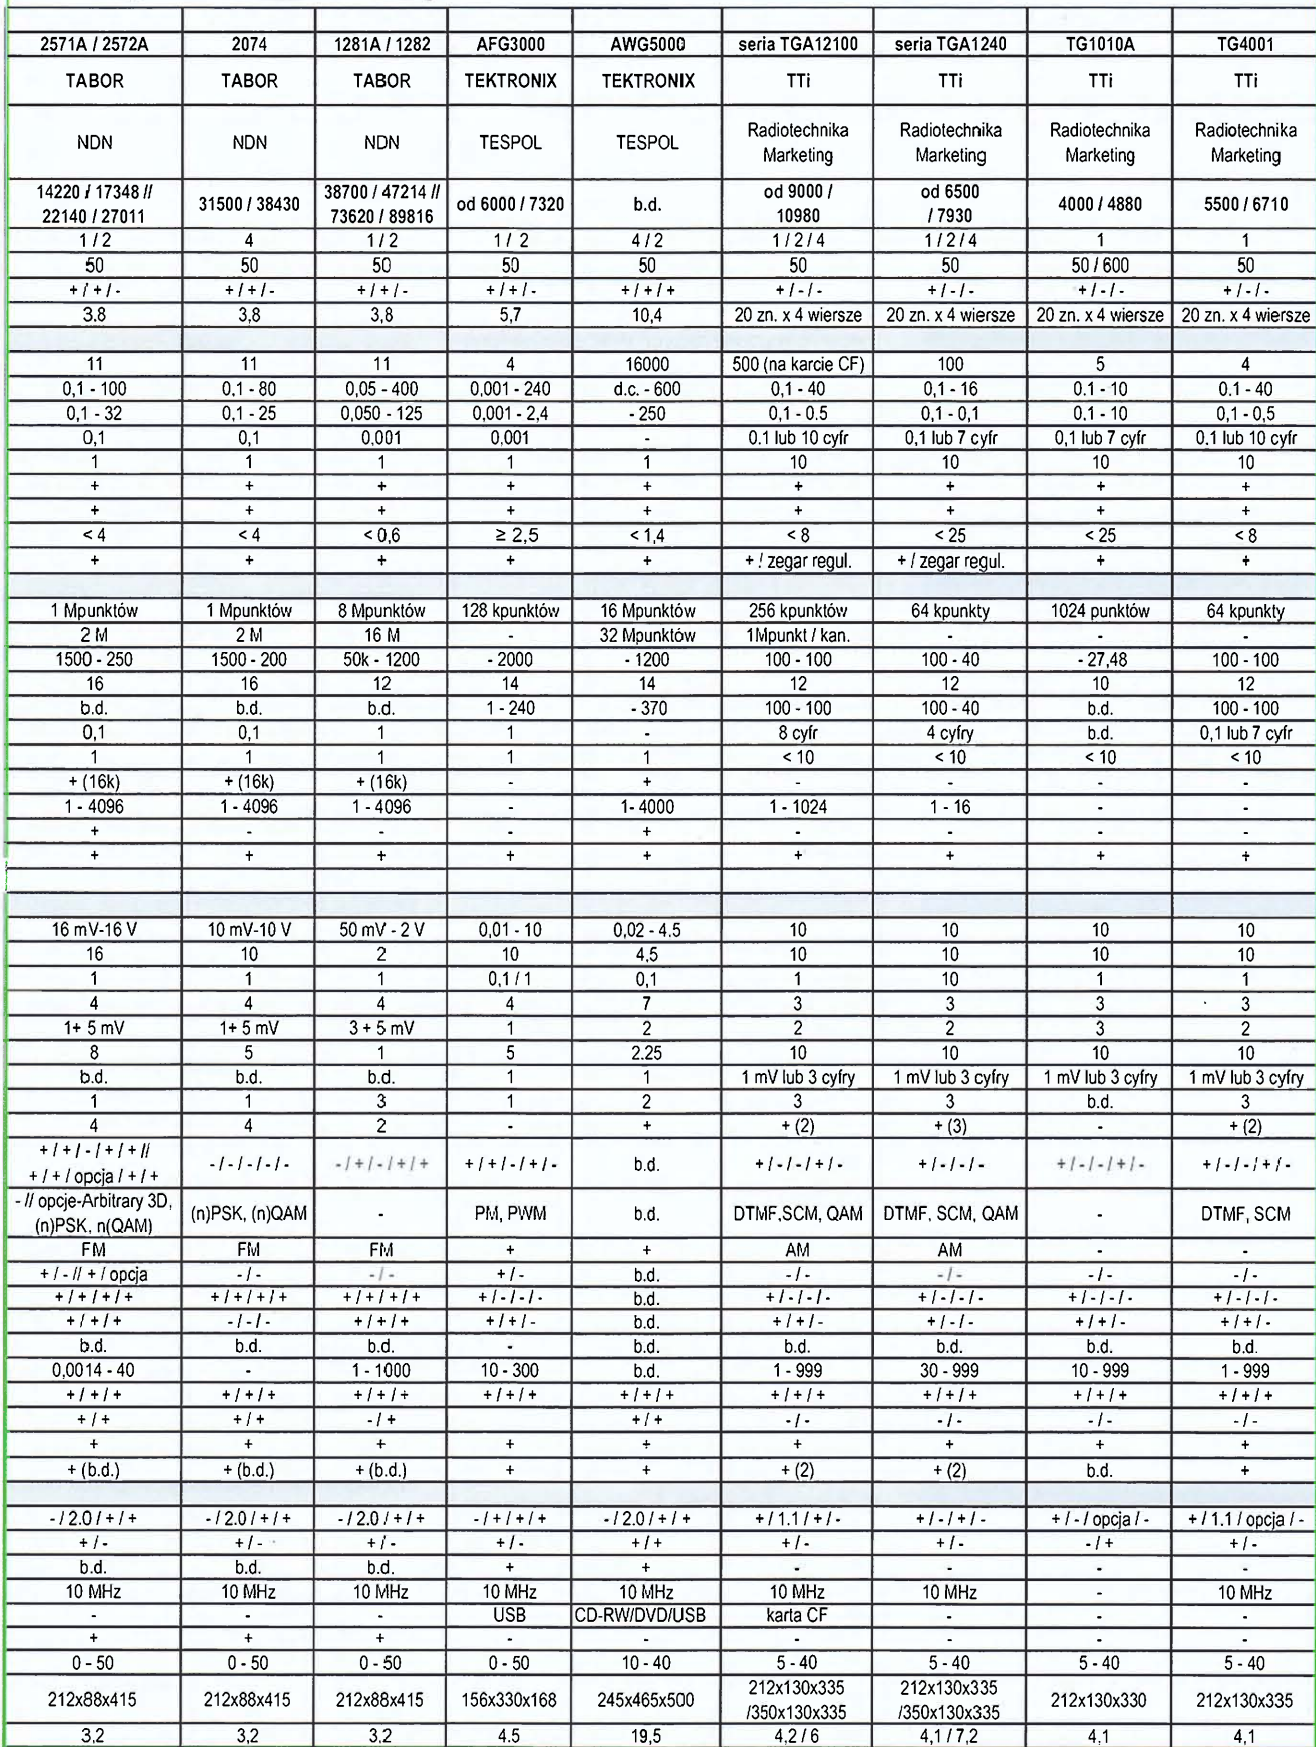 2571A / 2572A 2074 1281A / 1282 AFG3000 AWG5000 seria TGA12100 seria TGA1240 TG1010A TG4001
TABOR TABOR TABOR TEKTRONIX TEKTRONIX TTi TTi TTi TTi
NDN NDN NDN TESPOL TESPOL Radiotechnika Marketing Radiotechnika Marketing Radiotechnika Marketing Radiotechnika Marketing
14220 / 17348 // 22140 / 27011 31500 / 38430 38700 / 47214 // 73620 / 89816 od 6000 / 7320 b.d. od 9000 / 10980 od 6500 / 7930 4000 / 4880 5500 / 6710
1 / 2 4 1 / 2 1 / 2 4 / 2 1 / 2 / 4 1 / 2 / 4 1 1
50 50 50 50 50 50 50 50 / 600 50
+ / + / - + / + / - + / + / - + / + / - + / + / + + / - / - + / - / - + / - / - + / - / -
3.8 3,8 3,8 5,7 10,4 20 zn. x 4 wiersze 20 zn. x 4 wiersze 20 zn. x 4 wiersze 20 zn. x 4 wiersze
11 11 11 4 16000 500 (na karcie CF) 100 5 4
0,1 - 100 0,1 - 80 0,05 - 400 0,001 - 240 d.c. - 600 0,1 - 40 0,1 - 16 0.1 - 10 0.1 - 40
0,1 - 32 0,1 - 25 0,050 - 125 0,001 - 2,4 - 250 0,1 - 0.5 0,1 - 0,1 0,1 - 10 0,1 - 0,5
0,1 0,1 0,001 0,001 - 0.1 lub 10 cyfr 0,1 lub 7 cyfr 0,1 lub 7 cyfr 0.1 lub 10 cyfr
1 1 1 1 1 10 10 10 10
+ + + + + + + + +
+ + + + + + + + +
< 4 < 4 < 0,6 ≥ 2,5 < 1,4 < 8 < 25 < 25 < 8
+ + + + + + / zegar regul. + / zegar regul. + +
1 Mpunktów 1 Mpunktów 8 Mpunktów 128 kpunktów 16 Mpunktów 256 kpunktów 64 kpunkty 1024 punktów 64 kpunkty
2 M 2 M 16 M - 32 Mpunktów 1Mpunkt / kan. - - -
1500 - 250 1500 - 200 50k - 1200 - 2000 - 1200 100 - 100 100 - 40 - 27,48 100 - 100
16 16 12 14 14 12 12 10 12
b.d. b.d. b.d. 1 - 240 - 370 100 - 100 100 - 40 b.d. 100 - 100
0,1 0,1 1 1 - 8 cyfr 4 cyfry b.d. 0,1 lub 7 cyfr
1 1 1 1 1 < 10 < 10 < 10 < 10
+ (16k) + (16k) + (16k) - + - - - -
1 - 4096 1 - 4096 1 - 4096 - 1- 4000 1 - 1024 1 - 16 - -
+ - - - + - - - -
+ + + + + + + + +
16 mV-16 V 10 mV-10 V 50 mV - 2 V 0,01 - 10 0,02 - 4.5 10 10 10 10
16 10 2 10 4,5 10 10 10 10
1 1 1 0,1 / 1 0,1 1 10 1 1
4 4 4 4 7 3 3 3 3
1+ 5 mV 1+ 5 mV 3 + 5 mV 1 2 2 2 3 2
8 5 1 5 2.25 10 10 10 10
b.d. b.d. b.d. 1 1 1 mV lub 3 cyfry 1 mV lub 3 cyfry 1 mV lub 3 cyfry 1 mV lub 3 cyfry
1 1 3 1 2 3 3 b.d. 3
4 4 2 - + + (2) + (3) - + (2)
+ / + / - / + / + // + / + / opcja / + / + - / - / - / - / - - / + / - / + / + + / + / - / + / - b.d. + / - / - / + / - + / - / - / - + / - / - / + / - + / - / - / + / -
- // opcje-Arbitrary 3D, (n)PSK, n(QAM) (n)PSK, (n)QAM - PM, PWM b.d. DTMF,SCM, QAM DTMF, SCM, QAM - DTMF, SCM
FM FM FM + + AM AM - -
+ / - // + / opcja - / - - / - + / - b.d. - / - - / - - / - - / -
+ / + / + / + + / + / + / + + / + / + / + + / - / - / - b.d. + / - / - / - + / - / - / - + / - / - / - + / - / - / -
+ / + / + - / - / - + / + / + + / + / - b.d. + / + / - + / - / - + / + / - + / + / -
b.d. b.d. b.d. - b.d. b.d. b.d. b.d. b.d.
0,0014 - 40 - 1 - 1000 10 - 300 b.d. 1 - 999 30 - 999 10 - 999 1 - 999
+ / + / + + / + / + + / + / + + / + / + + / + / + + / + / + + / + / + + / + / + + / + / +
+ / + + / + - / + + / + - / - - / - - / - - / -
+ + + + + + + + +
+ (b.d.) + (b.d.) + (b.d.) + + + (2) + (2) b.d. +
- / 2.0 / + / + - / 2.0 / + / + - / 2.0 / + / + - / + / + / + - / 2.0 / + / + + / 1.1 / + / - + / - / + / - + / - / opcja / - + / 1.1 / opcja / -
+ / - + / - + / - + / - + / + + / - + / - - / + + / -
b.d. b.d. b.d. + + - - - -
10 MHz 10 MHz 10 MHz 10 MHz 10 MHz 10 MHz 10 MHz - 10 MHz
- - - USB CD-RW/DVD/USB karta CF - - -
+ + + - - - - - -
0 - 50 0 - 50 0 - 50 0 - 50 10 - 40 5 - 40 5 - 40 5 - 40 5 - 40
212x88x415 212x88x415 212x88x415 156x330x168 245x465x500 212x130x335 /350x130x335 212x130x335 /350x130x335 212x130x330 212x130x335
3,2 3,2 3.2 4.5 19,5 4,2 / 6 4,1 / 7,2 4,1 4,1